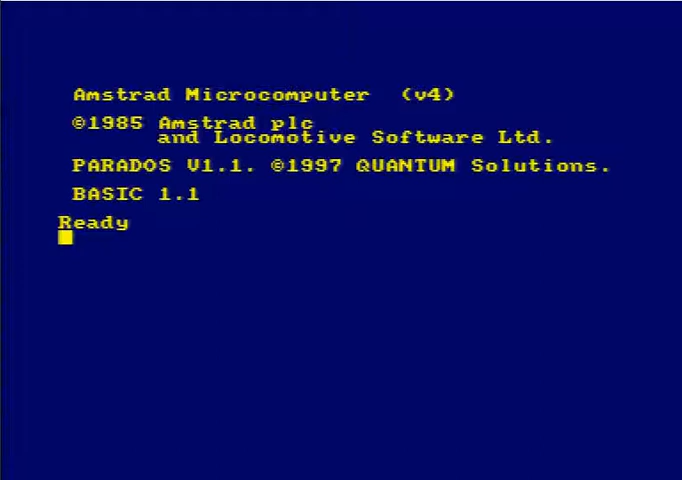 Amstrad Microcomputer (v4)
©1985 Amstrad plc
and Locomotive Software Ltd.
PARADOS V1.1. ©1997 QUANTUM Solutions.
BASIC 1.1
Ready